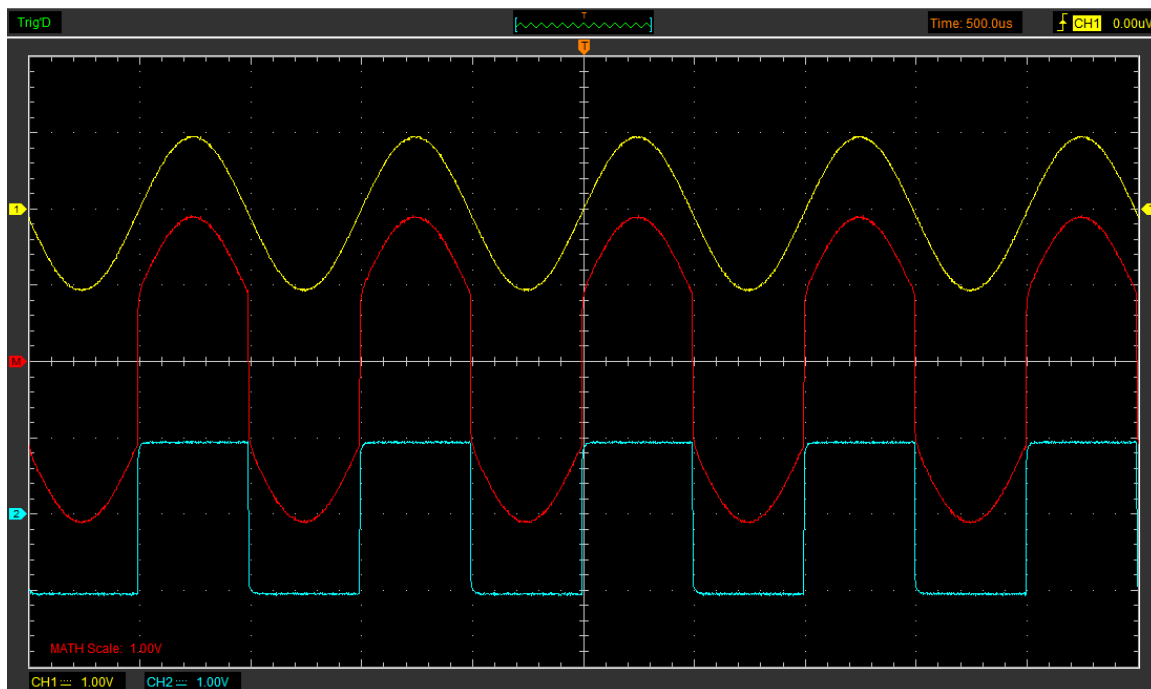 Trig'D
T
Time: 500.0us
CH1 0.00uV
T
1
M
2
MATH Scale: 1.00V
CH1 1.00V
CH2 1.00V